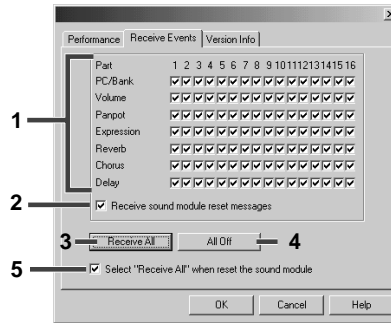 Performance Receive Events Version Info
Part 1 2 3 4 5 6 7 8 9 10 11 12 13 14 15 16
PC/Bank
1
Volume
Panpot
Expression
Reverb
Chorus
Delay
2
Receive sound module reset messages
3 Receive All All Off 4
5 Select "Receive All" when reset the sound module
OK Cancel Help